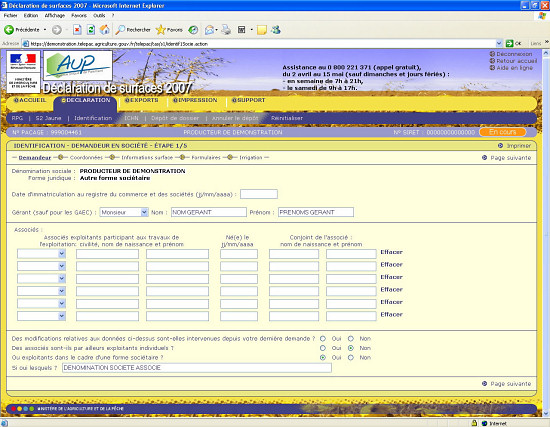 Déclaration de surfaces 2007 - Microsoft Internet Explorer
Fichier Edition Affichage Favoris Outils ?
Précédente Rechercher Favoris
Adresse https://demonstration.telepac.agriculture.gouv.fr/telepac/tas/s1/identif1Socie.action OK Liens
MINISTÈRE DE L'AGRICULTURE ET DE LA PÊCHE
AUP
Déclaration de surfaces 2007
Assistance au 0 800 221 371 (appel gratuit),
du 2 avril au 15 mai (sauf dimanches et jours fériés) :
- en semaine de 7h à 21h,
- le samedi de 9h à 17h.
Déconnexion
Retour accueil
Aide en ligne
ACCUEIL DECLARATION EXPORTS IMPRESSION SUPPORT
RPG | S2 Jaune | Identification | ICHN | Dépôt de dossier | Annuler le dépôt | Réinitialiser
N° PACAGE : 999094461 PRODUCTEUR DE DEMONSTRATION N° SIRET : 00000000000000 En cours
IDENTIFICATION - DEMANDEUR EN SOCIÉTÉ - ÉTAPE 1/5 Imprimer
Demandeur Coordonnées Informations surface Formulaires Irrigation Page suivante
Dénomination sociale : PRODUCTEUR DE DEMONSTRATION
Forme juridique : Autre forme sociétaire
Date d'immatriculation au registre du commerce et des sociétés (jj/mm/aaaa) :
Gérant (sauf pour les GAEC) : Monsieur Nom : NOM GERANT Prénom : PRENOMS GERANT
Associés :
Associés exploitants participant aux travaux de l'exploitation: civilité, nom de naissance et prénom
Né(e) le jj/mm/aaaa
Conjoint de l'associé : nom de naissance et prénom
Effacer
Effacer
Effacer
Effacer
Effacer
Effacer
Des modifications relatives aux données ci-dessus sont-elles intervenues depuis votre dernière demande ? Oui Non
Des associés sont-ils par ailleurs exploitants individuels ? Oui Non
Ou exploitants dans le cadre d'une forme sociétaire ? Oui Non
Si oui lesquels ? DENOMINATION SOCIETE ASSOCIE
Page suivante
MINISTÈRE DE L'AGRICULTURE ET DE LA PÊCHE
Internet